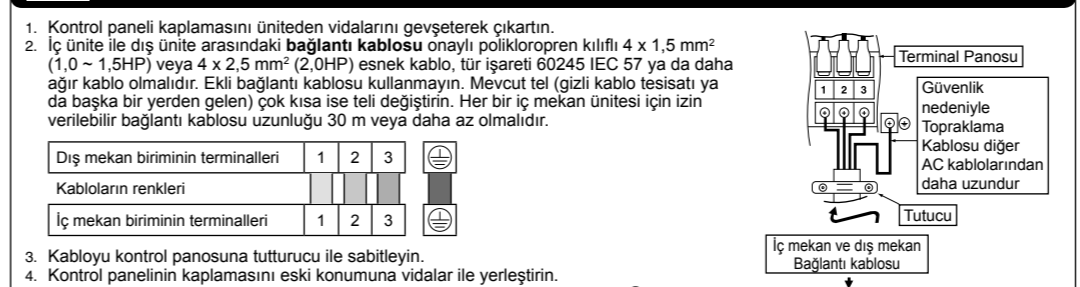 1. Kontrol paneli kaplamasını üniteden vidalarını gevşeterek çıkartın.
2. İç ünite ile dış ünite arasındaki bağlantı kablosu onaylı polikloropren kılıflı 4 x 1,5 mm²
(1,0 ~ 1,5HP) veya 4 x 2,5 mm² (2,0HP) esnek kablo, tür işareti 60245 IEC 57 ya da daha
ağır kablo olmalıdır. Ekli bağlantı kablosu kullanmayın. Mevcut tel (gizli kablo tesisatı ya
da başka bir yerden gelen) çok kısa ise teli değiştirin. Her bir iç mekan ünitesi için izin
verilebilir bağlantı kablosu uzunluğu 30 m veya daha az olmalıdır.
Dış mekan biriminin terminalleri 1 2 3
Kabloların renkleri
İç mekan biriminin terminalleri 1 2 3
3. Kabloyu kontrol panosuna tutturucu ile sabitleyin.
4. Kontrol panelinin kaplamasını eski konumuna vidalar ile yerleştirin.
Terminal Panosu
1 2 3
Güvenlik
nedeniyle
Topraklama
Kablosu diğer
AC kablolarından
daha uzundur
Tutucu
İç mekan ve dış mekan
Bağlantı kablosu